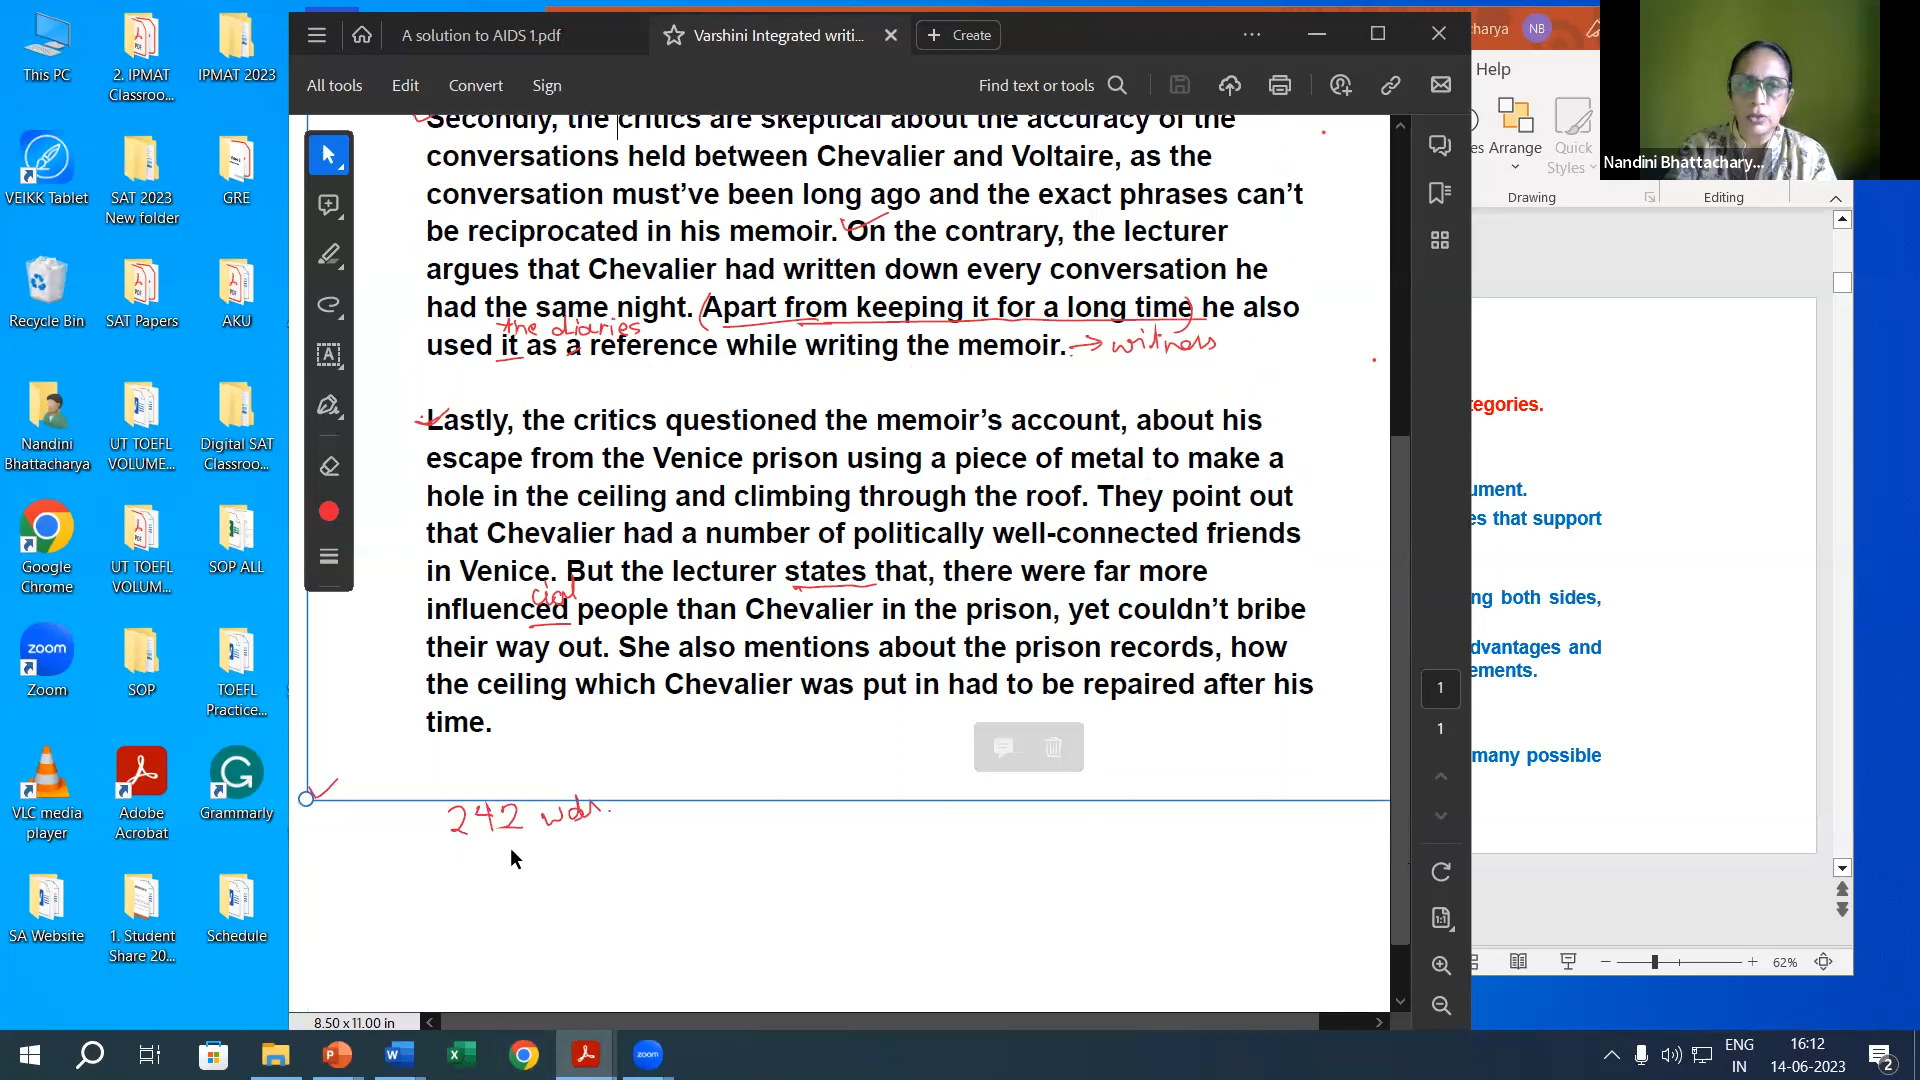 This PC
2. IPMAT
Classroo...
IPMAT 2023
VEIKK Tablet
SAT 2023
New folder
GRE
Recycle Bin
SAT Papers
AKU
Nandini
Bhattacharya
UT TOEFL
VOLUME...
Digital SAT
Classroo...
Google
Chrome
UT TOEFL
VOLUM...
SOP ALL
zoom
Zoom
SOP
TOEFL
Practice...
VLC media
player
Adobe
Acrobat
Grammarly
SA Website
1. Student
Share 20...
Schedule
A solution to AIDS 1.pdf
Varshini Integrated writi...
Create
All tools
Edit
Convert
Sign
Find text or tools
Secondly, the critics are skeptical about the accuracy of the
conversations held between Chevalier and Voltaire, as the
conversation must've been long ago and the exact phrases can't
be reciprocated in his memoir. On the contrary, the lecturer
argues that Chevalier had written down every conversation he
had the same night. (Apart from keeping it for a long time) he also
the diaries
used it as a reference while writing the memoir. → witness
Lastly, the critics questioned the memoir's account, about his
escape from the Venice prison using a piece of metal to make a
hole in the ceiling and climbing through the roof. They point out
that Chevalier had a number of politically well-connected friends
in Venice. But the lecturer states that, there were far more
cial
influenced people than Chevalier in the prison, yet couldn't bribe
their way out. She also mentions about the prison records, how
the ceiling which Chevalier was put in had to be repaired after his
time.
242 wds.
8.50 x 11.00 in
1
1
1:1
harya
NB
Help
es
Arrange
Quick
Styles
Drawing
Editing
Nandini Bhattachary...
tegories.
ument.
es that support
ng both sides,
dvantages and
ements.
many possible
62%
zoom
ENG
IN
16:12
14-06-2023
2